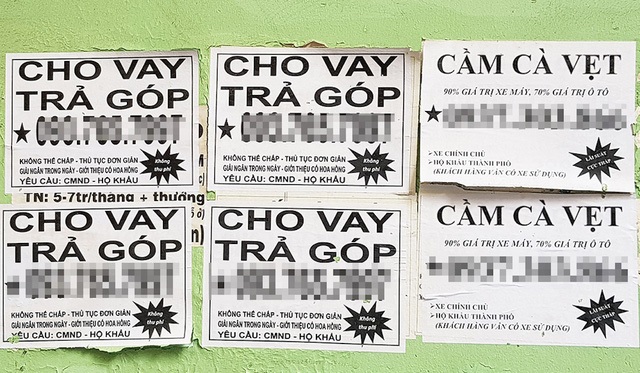 CHO VAY
TRẢ GÓP
KHÔNG THẾ CHẤP - THỦ TỤC ĐƠN GIẢN
GIẢI NGÂN TRONG NGÀY - GIỚI THIỆU CÓ HOA HỒNG
YÊU CẦU: CMND - HỘ KHẨU
Không
thu phí
TN: 5-7tr/tháng + thưởng
CHO VAY
TRẢ GÓP
KHÔNG THẾ CHẤP - THỦ TỤC ĐƠN GIẢN
GIẢI NGÂN TRONG NGÀY - GIỚI THIỆU CÓ HOA HỒNG
YÊU CẦU: CMND - HỘ KHẨU
Không
thu phí
CẦM CÀ VẸT
90% GIÁ TRỊ XE MÁY, 70% GIÁ TRỊ Ô TÔ
XE CHÍNH CHỦ
HỘ KHẨU THÀNH PHỐ
(KHÁCH HÀNG VẪN CÓ XE SỬ DỤNG)
LÃI SUẤT
CỰC THẤP
CHO VAY
TRẢ GÓP
KHÔNG THẾ CHẤP - THỦ TỤC ĐƠN GIẢN
GIẢI NGÂN TRONG NGÀY - GIỚI THIỆU CÓ HOA HỒNG
YÊU CẦU: CMND - HỘ KHẨU
Không
thu phí
CHO VAY
TRẢ GÓP
KHÔNG THẾ CHẤP - THỦ TỤC ĐƠN GIẢN
GIẢI NGÂN TRONG NGÀY - GIỚI THIỆU CÓ HOA HỒNG
YÊU CẦU: CMND - HỘ KHẨU
Không
thu phí
CẦM CÀ VẸT
90% GIÁ TRỊ XE MÁY, 70% GIÁ TRỊ Ô TÔ
XE CHÍNH CHỦ
HỘ KHẨU THÀNH PHỐ
(KHÁCH HÀNG VẪN CÓ XE SỬ DỤNG)
LÃI SUẤT
CỰC THẤP